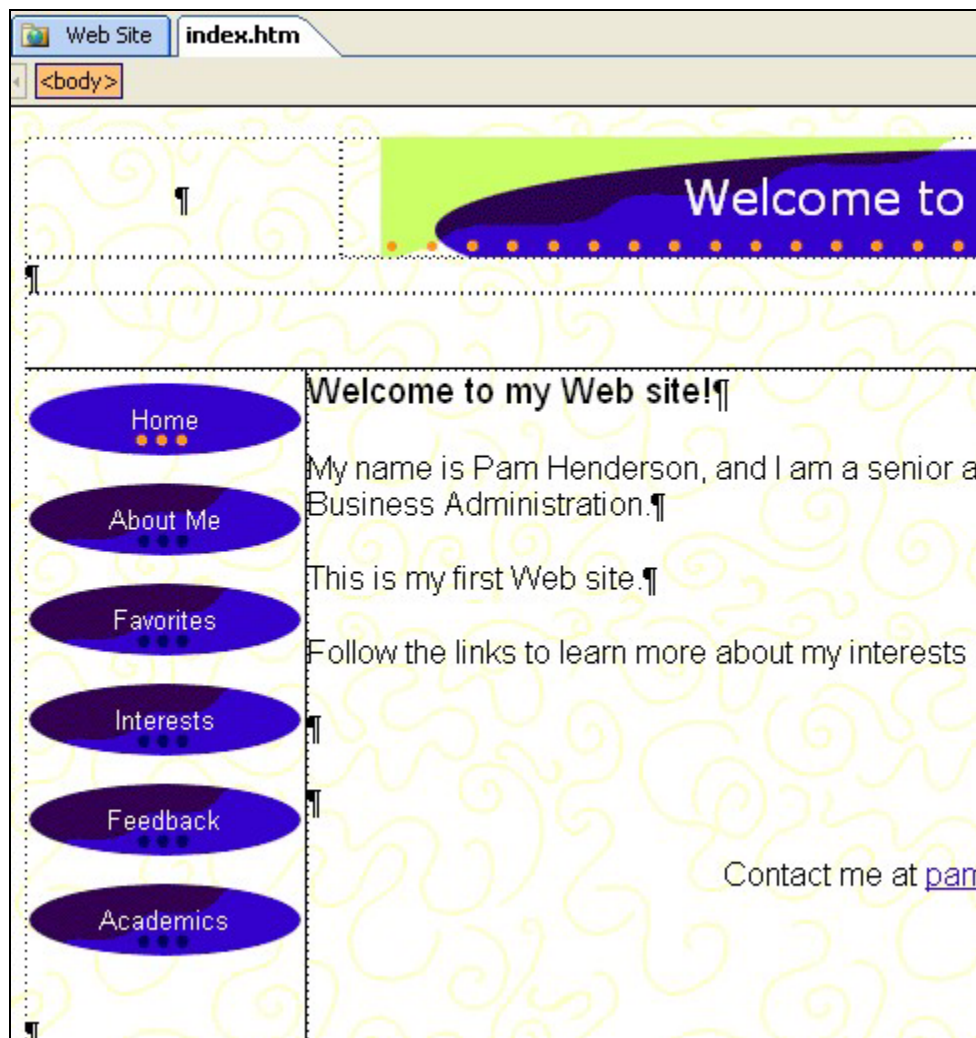 Web Site index.htm
<body>
¶
Welcome to
¶
Home
About Me
Favorites
Interests
Feedback
Academics
¶
Welcome to my Web site!¶
My name is Pam Henderson, and I am a senior a
Business Administration.¶
This is my first Web site.¶
Follow the links to learn more about my interests
¶
¶
Contact me at pam